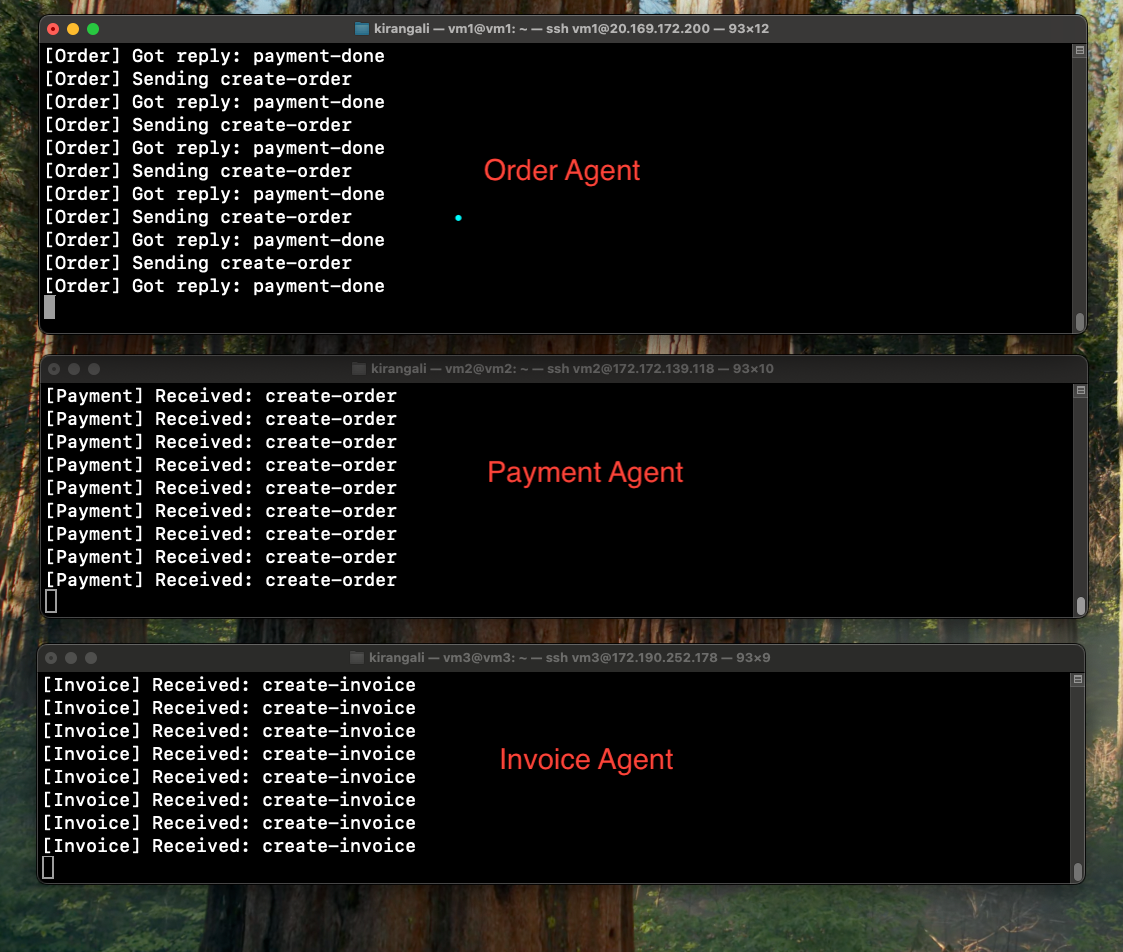 kirangali — vm1@vm1: ~ — ssh vm1@20.169.172.200 — 93×12
[Order] Got reply: payment-done
[Order] Sending create-order
[Order] Got reply: payment-done
[Order] Sending create-order
[Order] Got reply: payment-done
[Order] Sending create-order
[Order] Got reply: payment-done
[Order] Sending create-order
[Order] Got reply: payment-done
[Order] Sending create-order
[Order] Got reply: payment-done
Order Agent
kirangali — vm2@vm2: ~ — ssh vm2@172.172.139.118 — 93×10
[Payment] Received: create-order
[Payment] Received: create-order
[Payment] Received: create-order
[Payment] Received: create-order
[Payment] Received: create-order
[Payment] Received: create-order
[Payment] Received: create-order
[Payment] Received: create-order
[Payment] Received: create-order
Payment Agent
kirangali — vm3@vm3: ~ — ssh vm3@172.190.252.178 — 93×9
[Invoice] Received: create-invoice
[Invoice] Received: create-invoice
[Invoice] Received: create-invoice
[Invoice] Received: create-invoice
[Invoice] Received: create-invoice
[Invoice] Received: create-invoice
[Invoice] Received: create-invoice
[Invoice] Received: create-invoice
Invoice Agent